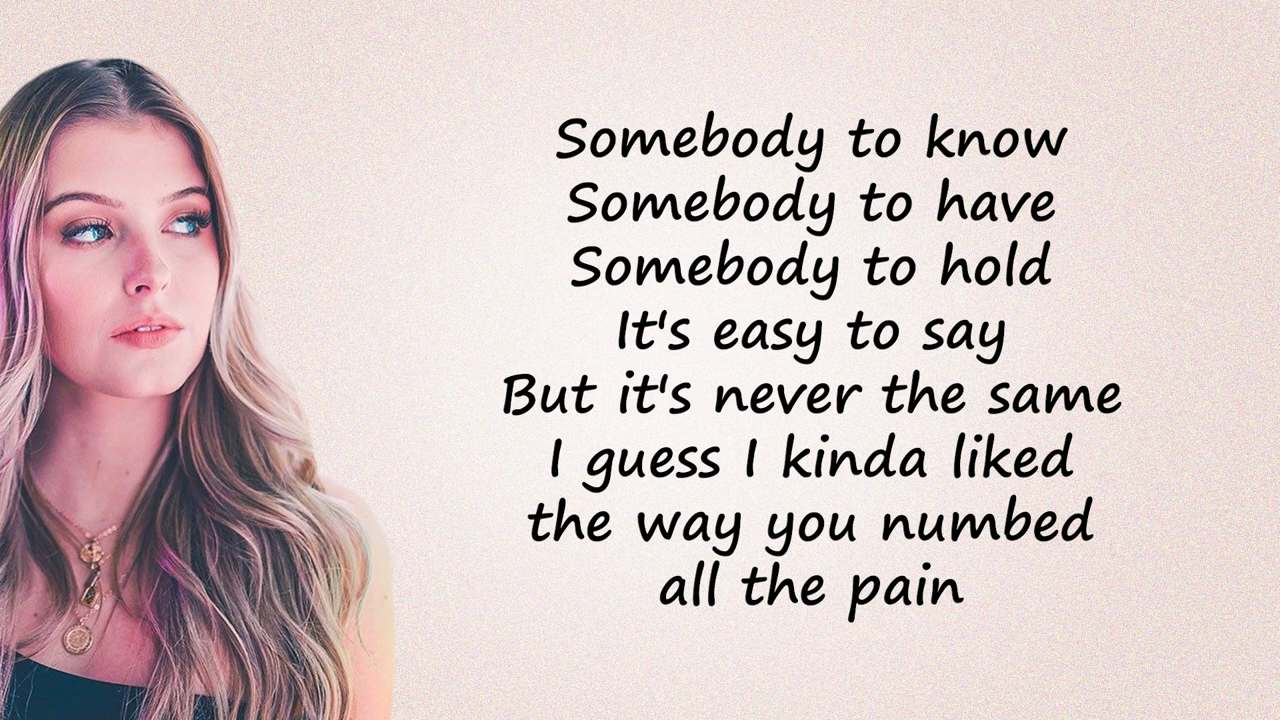 Somebody to know
Somebody to have
Somebody to hold
It's easy to say
But it's never the same
I guess I kinda liked
the way you numbed
all the pain